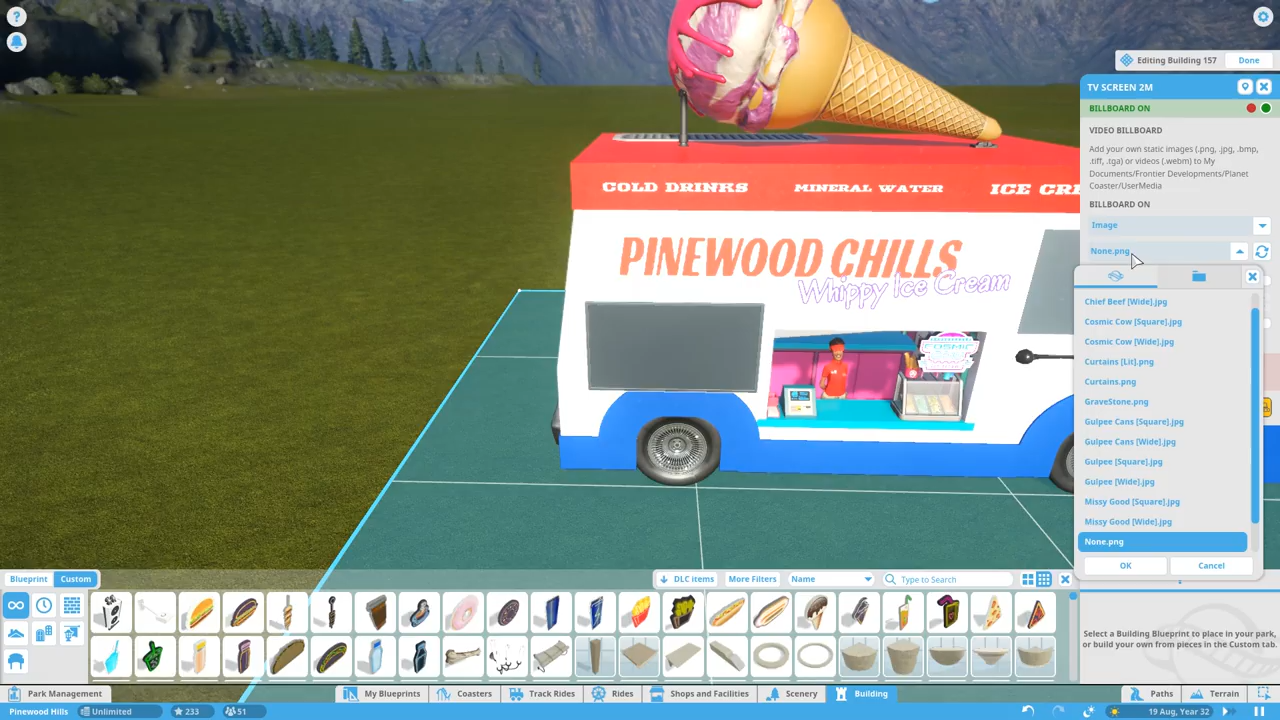 Editing Building 157
Done
TV SCREEN 2M
BILLBOARD ON
VIDEO BILLBOARD
Add your own static images (.png, .jpg, .bmp,
.tiff, .tga) or videos (.webm) to My
Documents/Frontier Developments/Planet
Coaster/UserMedia
BILLBOARD ON
Image
None.png
Chief Beef [Wide].jpg
Cosmic Cow [Square].jpg
Cosmic Cow [Wide].jpg
Curtains [Lit].png
Curtains.png
GraveStone.png
Gulpee Cans [Square].jpg
Gulpee Cans [Wide].jpg
Gulpee [Square].jpg
Gulpee [Wide].jpg
Missy Good [Square].jpg
Missy Good [Wide].jpg
None.png
OK
Cancel
COLD DRINKS
MINERAL WATER
ICE CRE
PINEWOOD CHILLS
Whippy Ice Cream
COSMIC
Blueprint
Custom
DLC items
More Filters
Name
Type to Search
Select a Building Blueprint to place in your park,
or build your own from pieces in the Custom tab.
Park Management
My Blueprints
Coasters
Track Rides
Rides
Shops and Facilities
Scenery
Building
Paths
Terrain
Pinewood Hills
Unlimited
233
51
19 Aug, Year 32